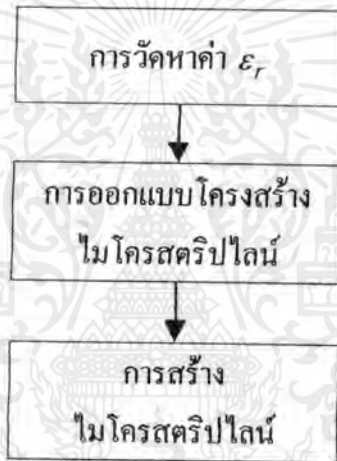 การวัดหาค่า εr
การออกแบบโครงสร้าง
ไมโครสตริปไลน์
การสร้าง
ไมโครสตริปไลน์